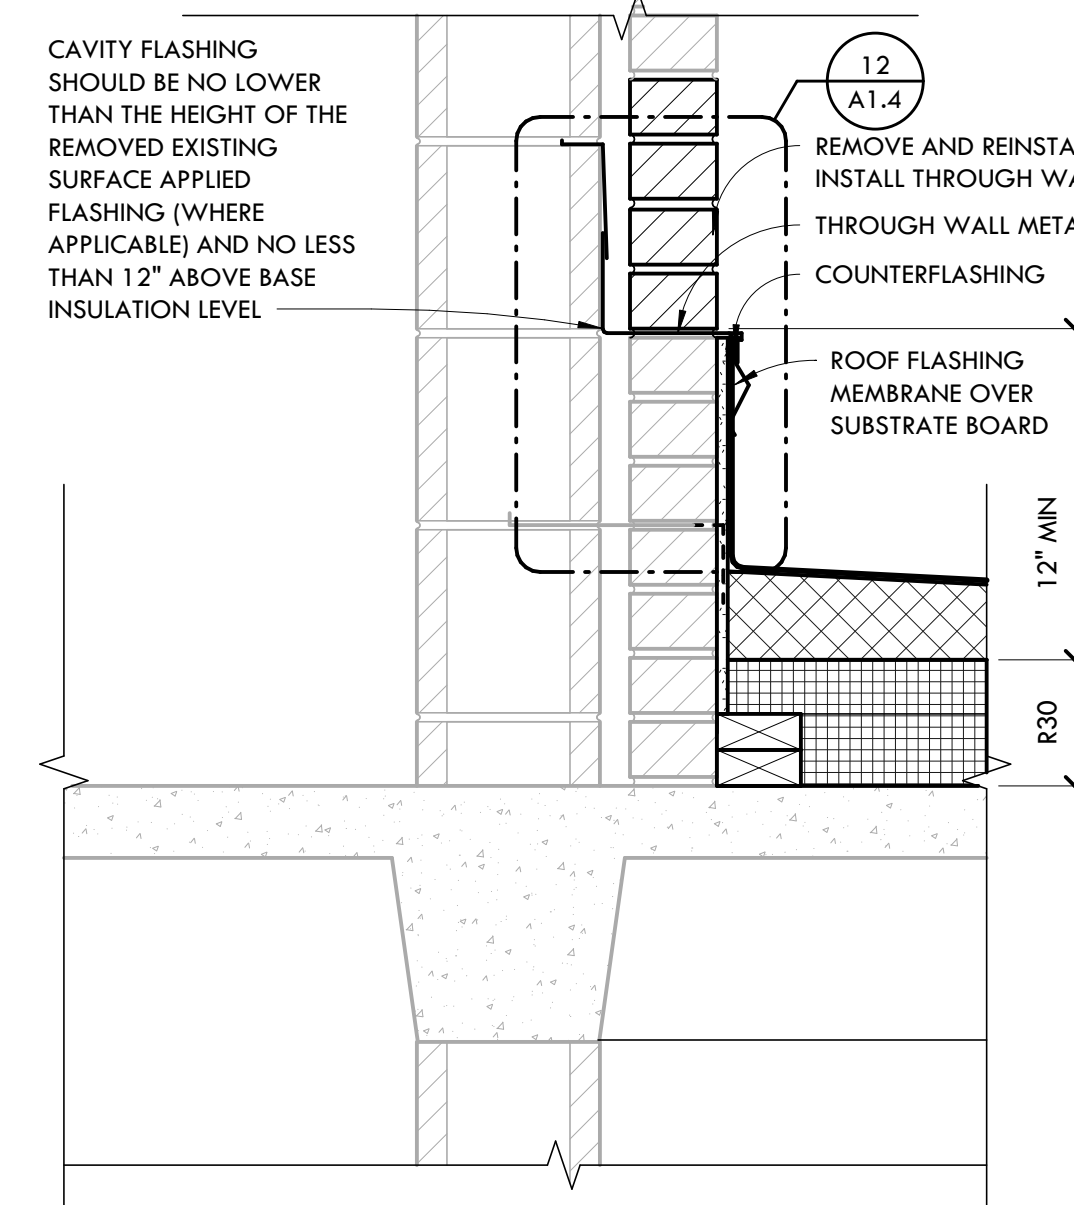 CAVITY FLASHING
SHOULD BE NO LOWER
THAN THE HEIGHT OF THE
REMOVED EXISTING
SURFACE APPLIED
FLASHING (WHERE
APPLICABLE) AND NO LESS
THAN 12" ABOVE BASE
INSULATION LEVEL
12
A1.4
REMOVE AND REINSTA
INSTALL THROUGH WA
THROUGH WALL META
COUNTERFLASHING
ROOF FLASHING
MEMBRANE OVER
SUBSTRATE BOARD
12" MIN
R30